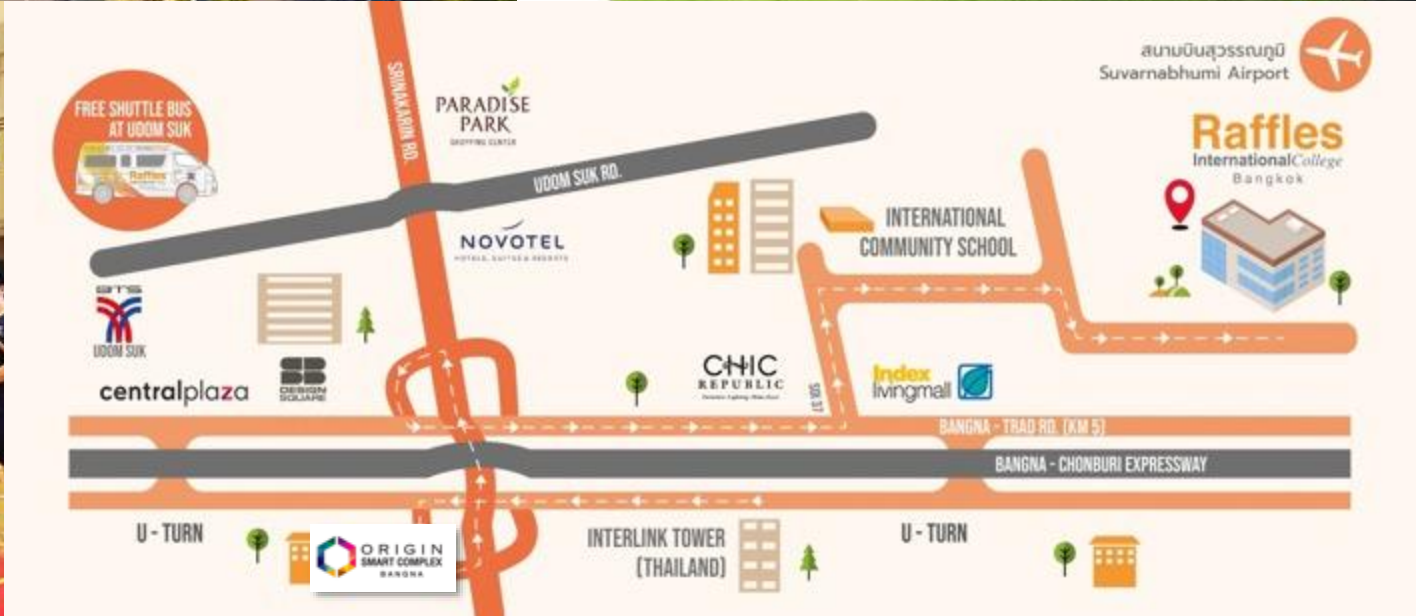 FREE SHUTTLE BUS
AT UDOM SUK
Raffles
SRINAKARIN RD.
PARADISE
PARK
SHOPPING CENTER
UDOM SUK RD.
สนามบินสุวรรณภูมิ
Suvarnabhumi Airport
Raffles
InternationalCollege
Bangkok
NOVOTEL
HOTELS, SUITES & RESORTS
INTERNATIONAL
COMMUNITY SCHOOL
BTS
UDOM SUK
centralplaza
SB
DESIGN
SQUARE
CHIC
REPUBLIC
SOI 37
Index
livingmall
BANGNA - TRAD RD. (KM 5)
BANGNA - CHONBURI EXPRESSWAY
U - TURN
ORIGIN
SMART COMPLEX
BANGNA
INTERLINK TOWER
(THAILAND)
U - TURN